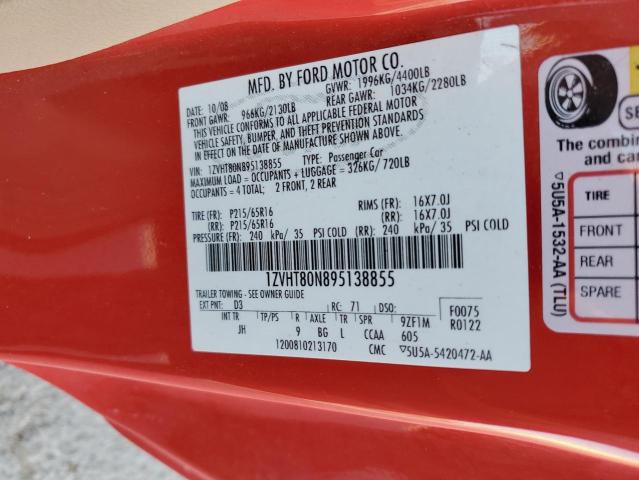 MFD. BY FORD MOTOR CO.
DATE: 10/08 GVWR: 1996KG/4400LB
FRONT GAWR: 966KG/2130LB REAR GAWR: 1034KG/2280LB
THIS VEHICLE CONFORMS TO ALL APPLICABLE FEDERAL MOTOR
VEHICLE SAFETY, BUMPER, AND THEFT PREVENTION STANDARDS
IN EFFECT ON THE DATE OF MANUFACTURE SHOWN ABOVE.
VIN: 1ZVHT80N895138855 TYPE: Passenger Car
MAXIMUM LOAD = OCCUPANTS + LUGGAGE = 326KG/ 720LB
OCCUPANTS = 4 TOTAL; 2 FRONT, 2 REAR
TIRE (FR): P215/65R16 RIMS (FR): 16X7.0J
(RR): P215/65R16 (RR): 16X7.0J
PRESSURE (FR): 240 kPa/ 35 PSI COLD (RR): 240 kPa/ 35 PSI COLD
1ZVHT80N895138855
TRAILER TOWING - SEE OWNER GUIDE
EXT PNT: D3 RC: 71 DSO: F0075
INT TR TP/PS R AXLE TR SPR 9ZF1M R0122
JH 9 BG L CCAA 605
1200810213170 CMC ▽5U5A-5420472-AA
SE
The combin
and car
TIRE
FRONT
REAR
SPARE
▽5U5A-1532-AA (TLU)